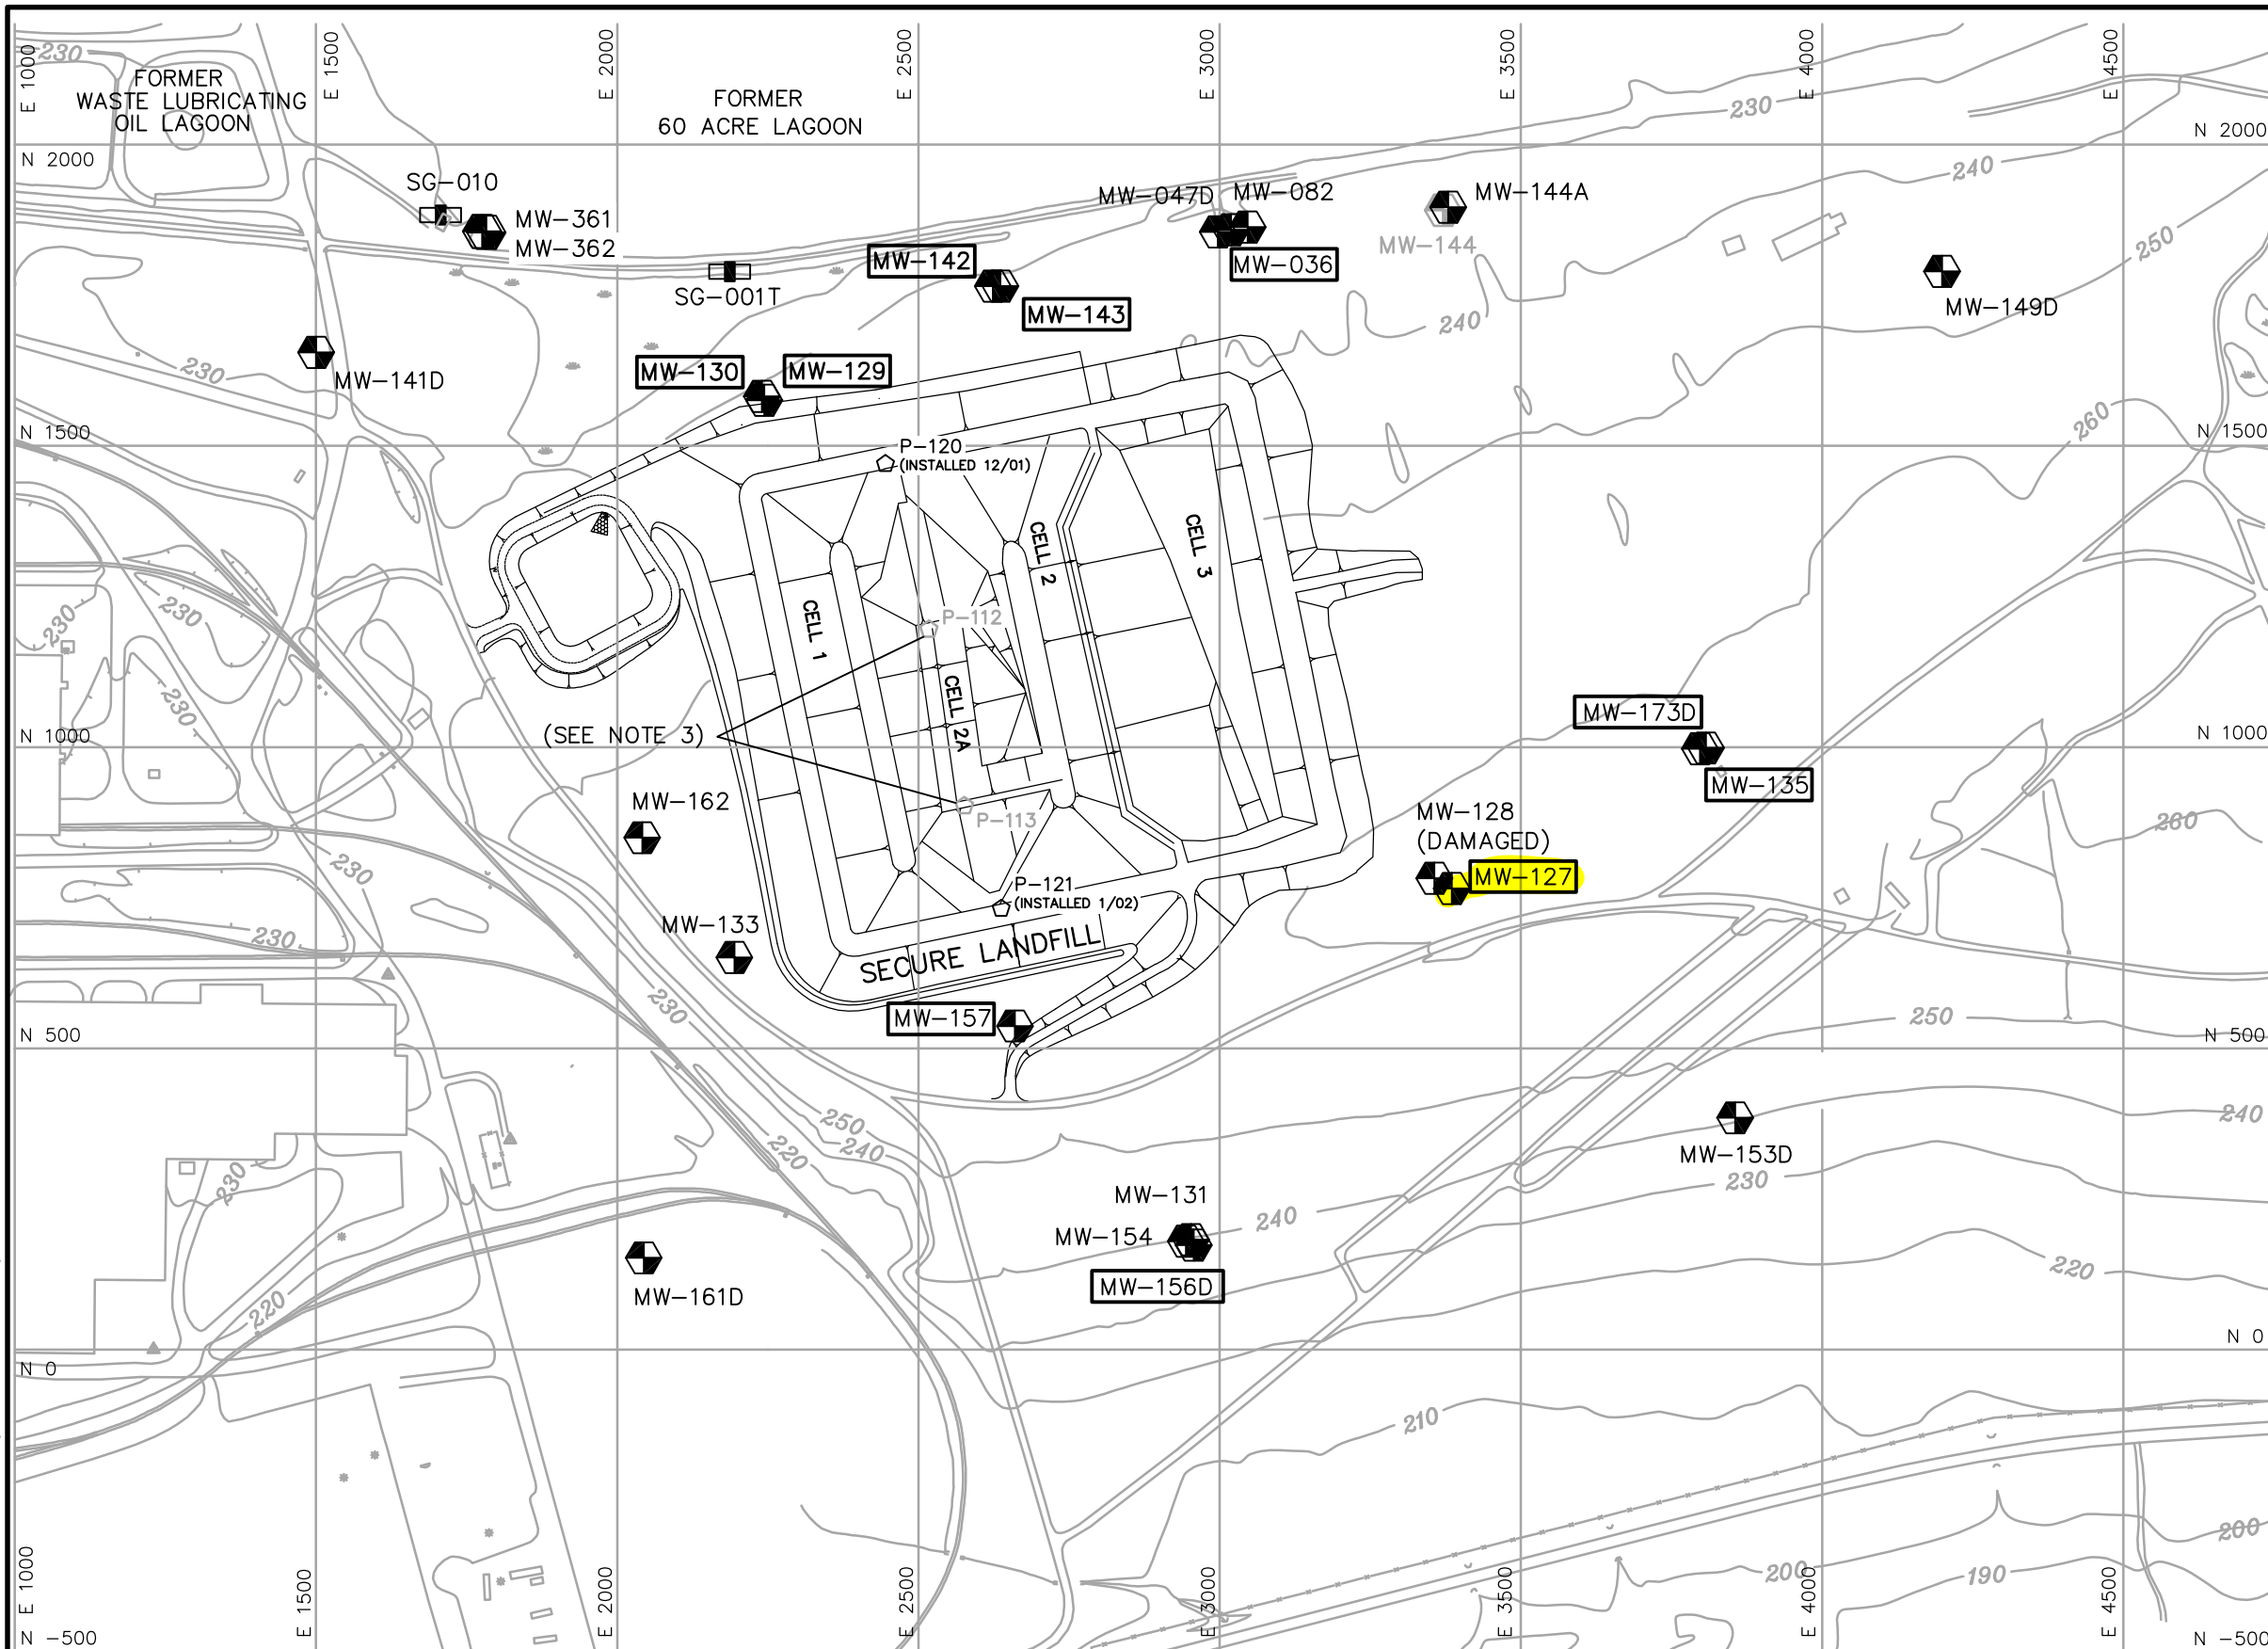 E 1000
E 1500
E 2000
E 2500
E 3000
E 3500
E 4000
E 4500
230
FORMER
WASTE LUBRICATING
OIL LAGOON
FORMER
60 ACRE LAGOON
230
N 2000
N 2000
240
SG-010
MW-361
MW-362
MW-047D
MW-082
MW-144A
MW-144
MW-142
MW-036
250
SG-001T
MW-143
MW-149D
240
230
MW-141D
MW-130
MW-129
260
N 1500
N 1500
P-120
(INSTALLED 12/01)
CELL 2
CELL 3
230
230
CELL 1
P-112
230
CELL 2A
MW-173D
(SEE NOTE 3)
N 1000
N 1000
MW-135
MW-162
P-113
MW-128
(DAMAGED)
260
230
MW-127
P-121
(INSTALLED 1/02)
MW-133
230
SECURE LANDFILL
230
MW-157
250
N 500
N 500
250
240
220
240
MW-153D
230
230
MW-131
240
MW-154
220
MW-156D
MW-161D
220
N 0
N 0
210
200
200
190
E 1000
E 1500
E 2000
E 2500
E 3000
E 3500
E 4000
E 4500
N -500
N -500